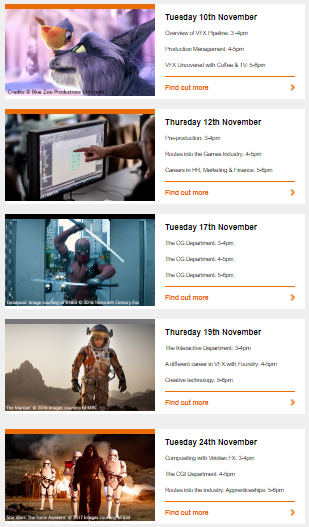 Tuesday 10th November
Overview of VFX Pipeline: 3-4pm
Production Management: 4-5pm
VFX Uncovered with Coffee & TV: 5-6pm
Credits © Blue Zoo Productions Ltd
Find out more
Thursday 12th November
Pre-production: 3-4pm
Routes into the Games Industry: 4-5pm
Careers in HR, Marketing & Finance: 5-6pm
Find out more
Tuesday 17th November
The CG Department: 3-4pm
The CG Department: 4-5pm
The CG Department: 5-6pm
Deadpool: Image courtesy of DNEG © 2016 Twentieth Century Fox
Find out more
Thursday 19th November
The Interactive Department: 3-4pm
A different career in VFX with Foundry: 4-5pm
Creative technology: 5-6pm
The Martian' © 2016 Images courtesy of MPC
Find out more
Tuesday 24th November
Compositing with Viridian FX: 3-4pm
The CGI Department: 4-5pm
Routes into the industry: Apprenticeships: 5-6pm
Star Wars: The Force Awakens' © 2017 Images courtesy of ILM
Find out more